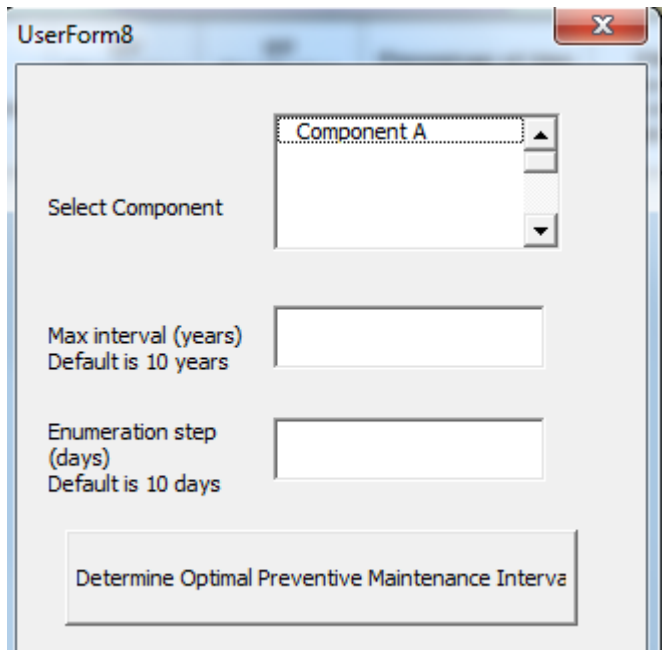 UserForm8
Component A
Select Component
Max interval (years)
Default is 10 years
Enumeration step
(days)
Default is 10 days
Determine Optimal Preventive Maintenance Interva